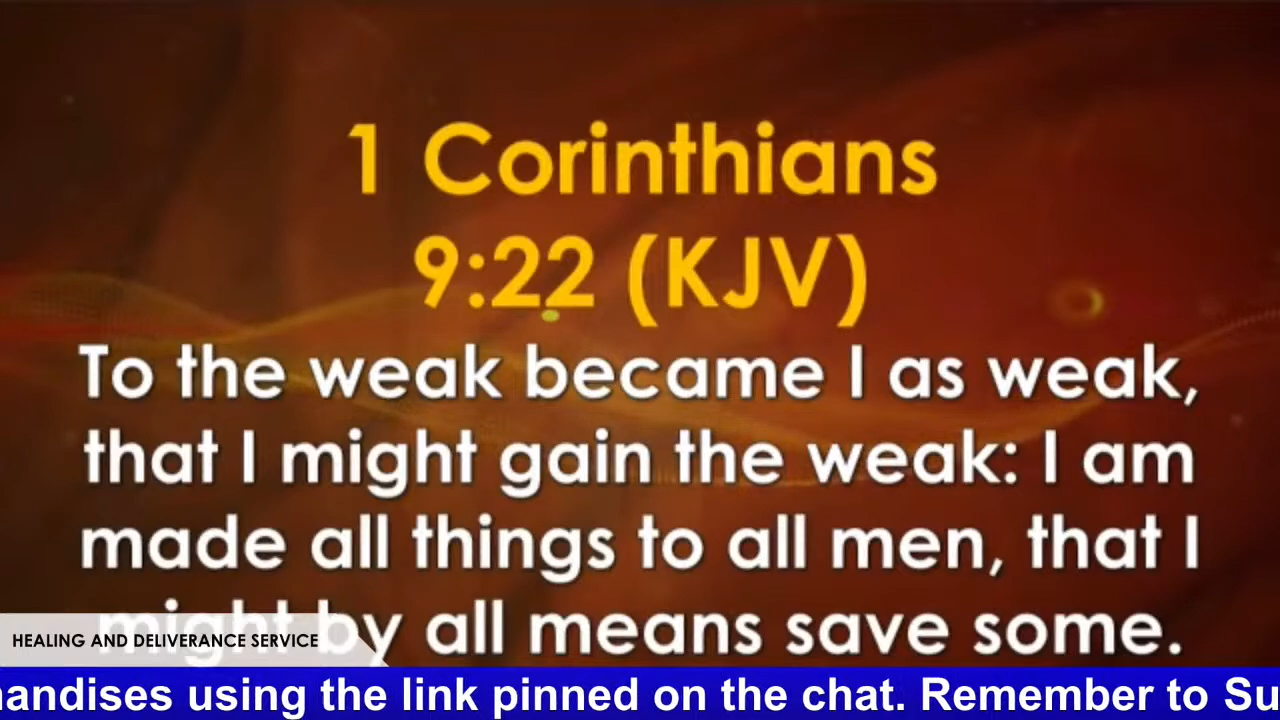 1 Corinthians
9:22 (KJV)
To the weak became I as weak,
that I might gain the weak: I am
made all things to all men, that I
might by all means save some.
HEALING AND DELIVERANCE SERVICE
andises using the link pinned on the chat. Remember to Su